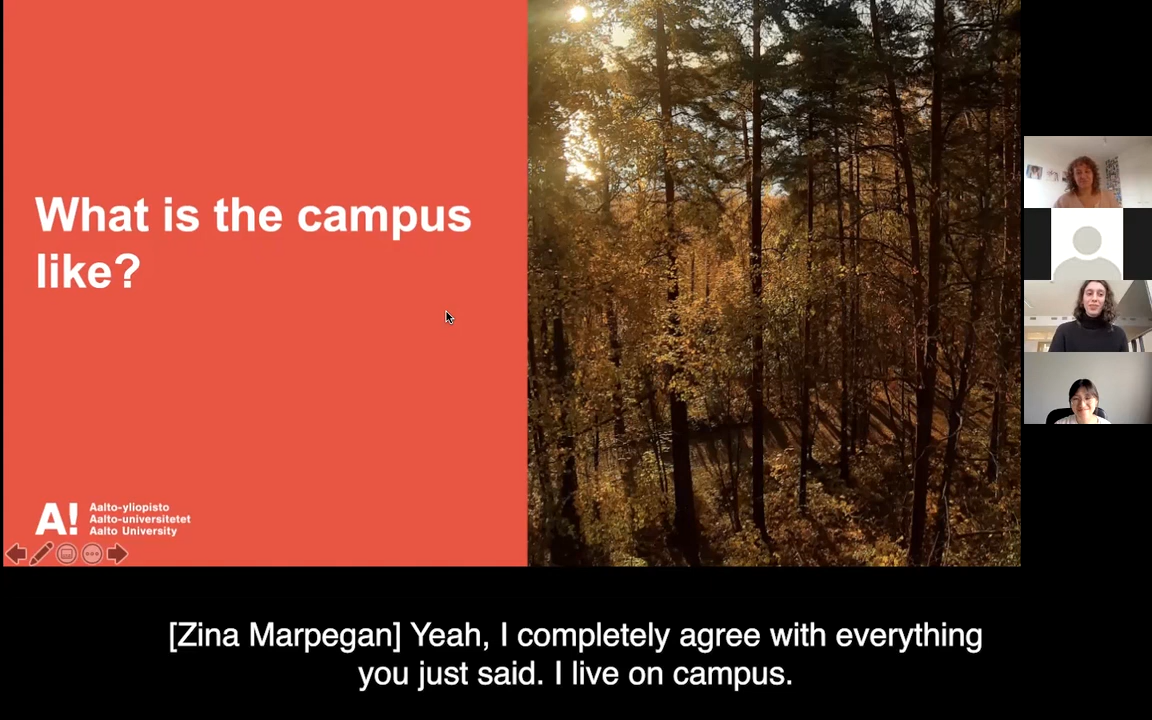 What is the campus
like?
A!
Aalto-yliopisto
Aalto-universitetet
Aalto University
[Zina Marpegan] Yeah, I completely agree with everything
you just said. I live on campus.